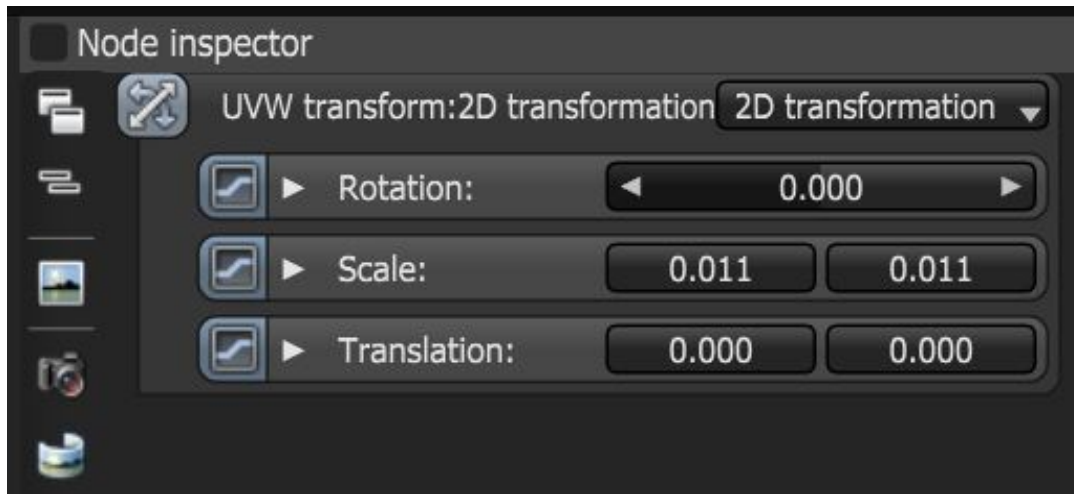 Node inspector
UVW transform:2D transformation 2D transformation
Rotation: 0.000
Scale: 0.011 0.011
Translation: 0.000 0.000